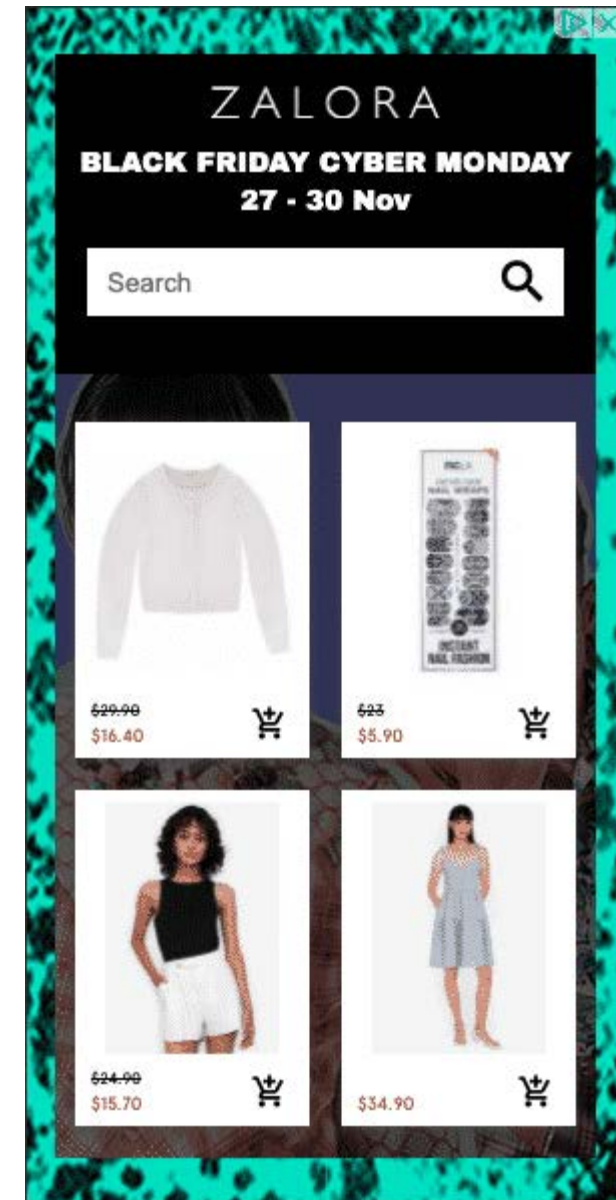 ZALORA
BLACK FRIDAY CYBER MONDAY
27 - 30 Nov
Search
NAIL WRAPS
INSTANT
NAIL FASHION
$29.90
$16.40
$23
$5.90
$24.90
$15.70
$34.90